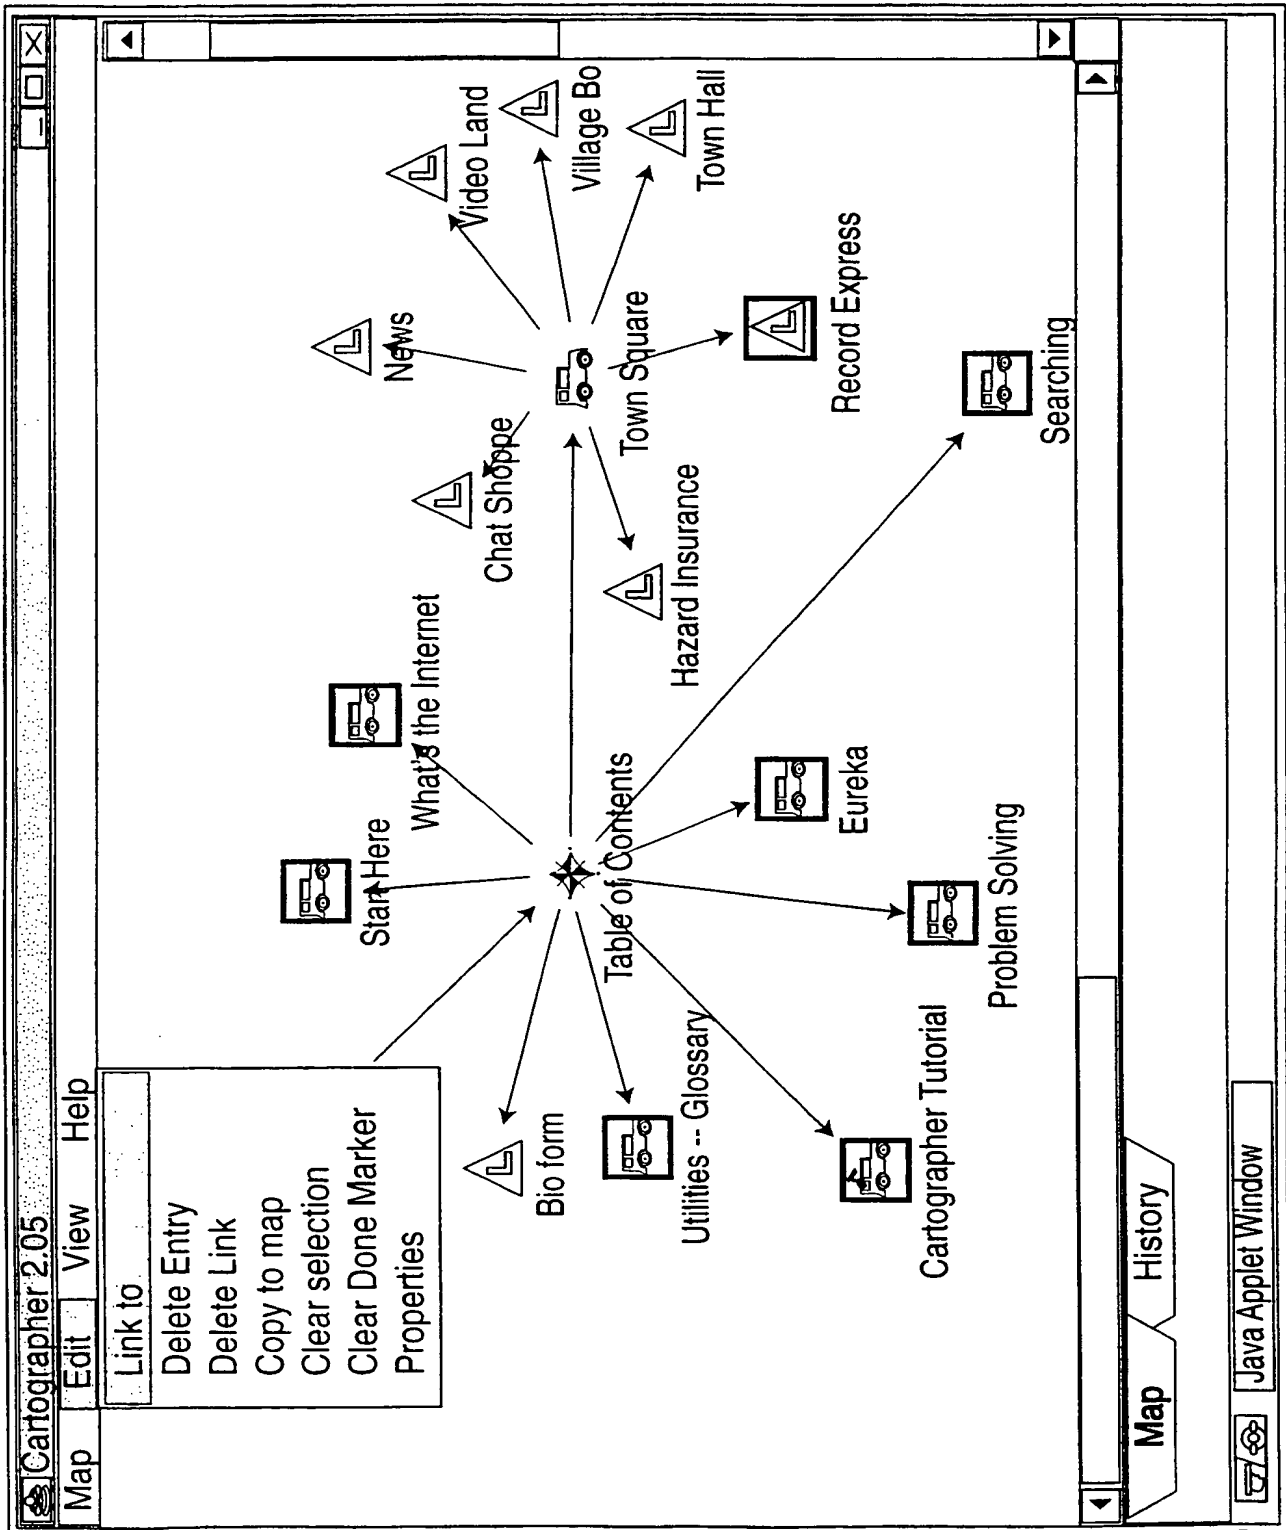 Cartographer 2.05
Map Edit View Help
Link to
Delete Entry
Delete Link
Copy to map
Clear selection
Clear Done Marker
Properties
Start Here
What's the Internet
News
Video Land
Chat Shoppe
Village Bo
Bio form
Table of Contents
Town Square
Town Hall
Utilities -- Glossary
Hazard Insurance
Eureka
Record Express
Cartographer Tutorial
Problem Solving
Searching
Map History
Java Applet Window